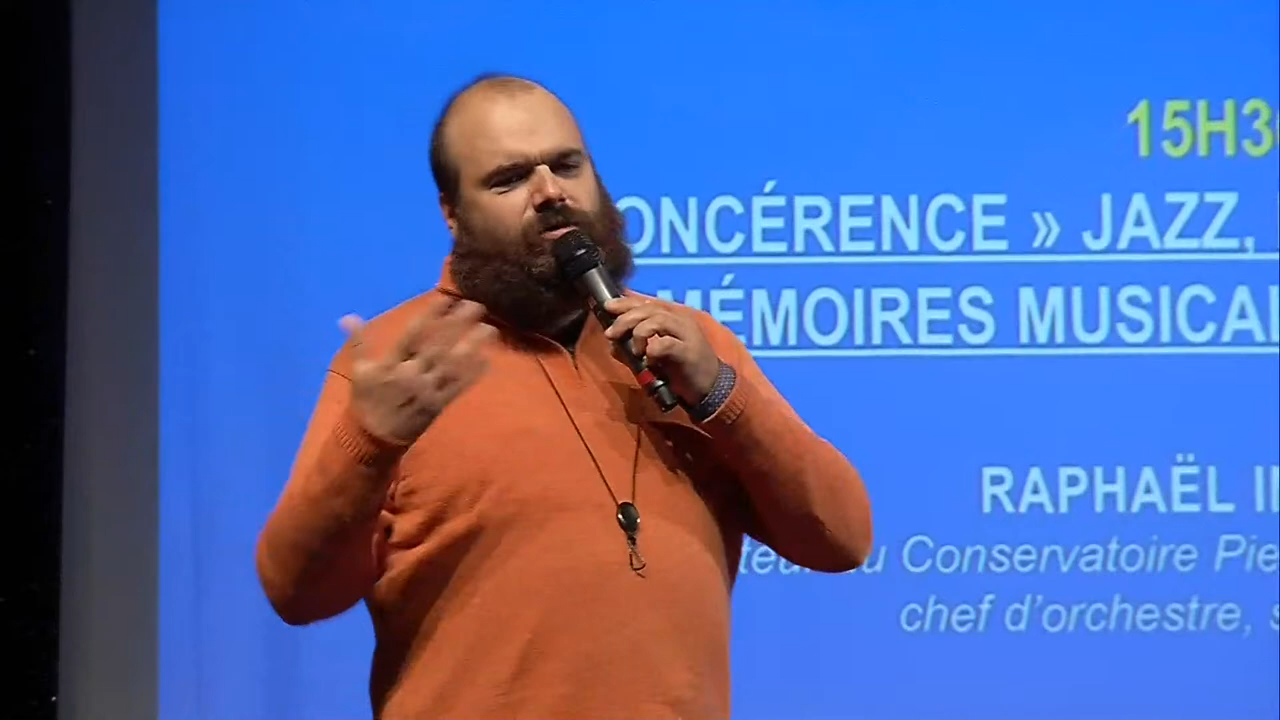 15H3
ONCÉRENCE » JAZZ,
MÉMOIRES MUSICA
RAPHAËL I
Conservatoire Pie
chef d’orchestre, s